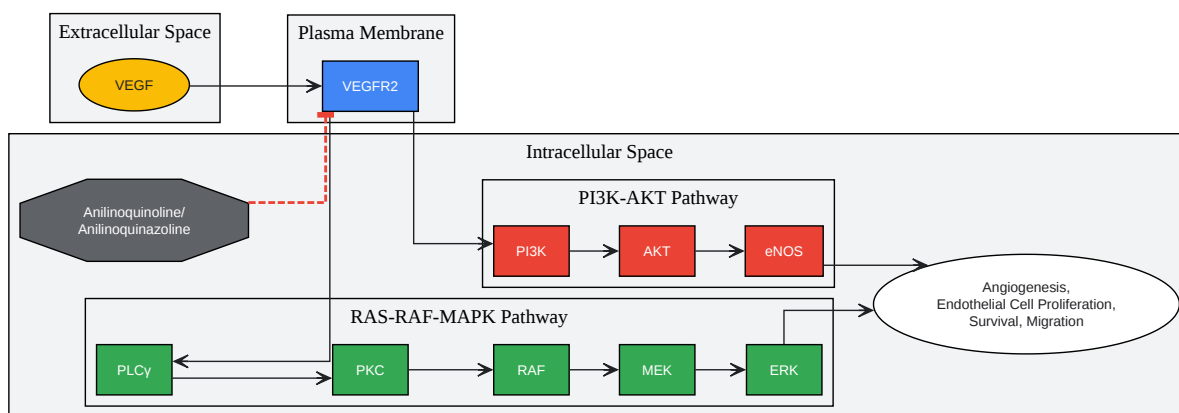 Extracellular Space
Plasma Membrane
VEGF
VEGFR2
Intracellular Space
Anilinoquinoline/
Anilinoquinazoline
PI3K-AKT Pathway
PI3K
AKT
eNOS
Angiogenesis,
Endothelial Cell Proliferation,
Survival, Migration
RAS-RAF-MAPK Pathway
PLCγ
PKC
RAF
MEK
ERK